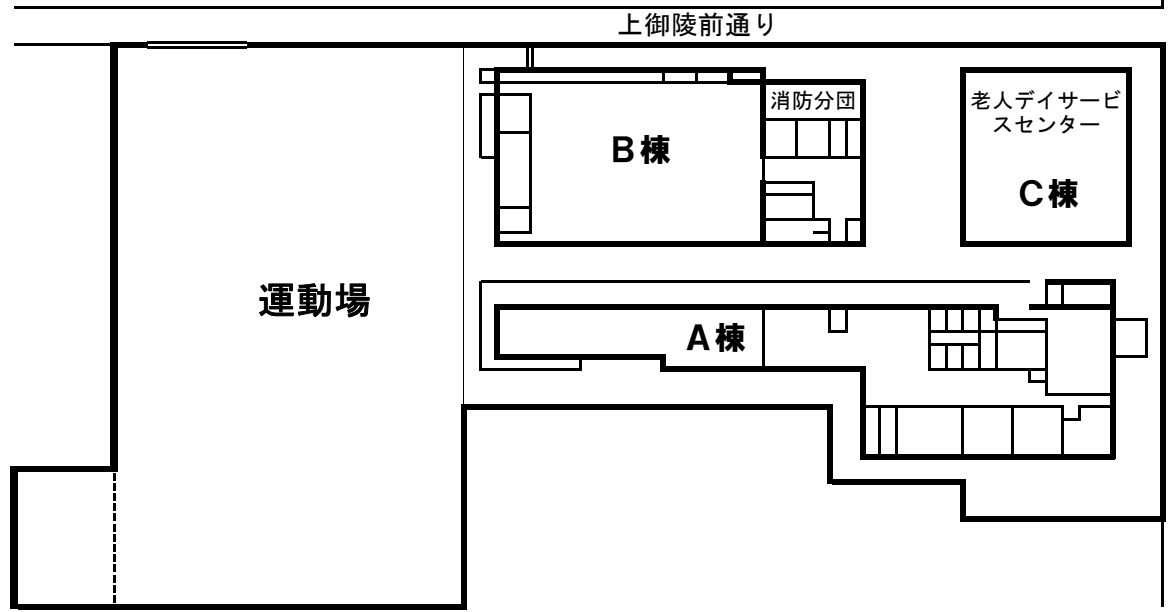 上御陵前通り
消防分団
老人デイサービ
スセンター
B棟
C棟
運動場
A棟